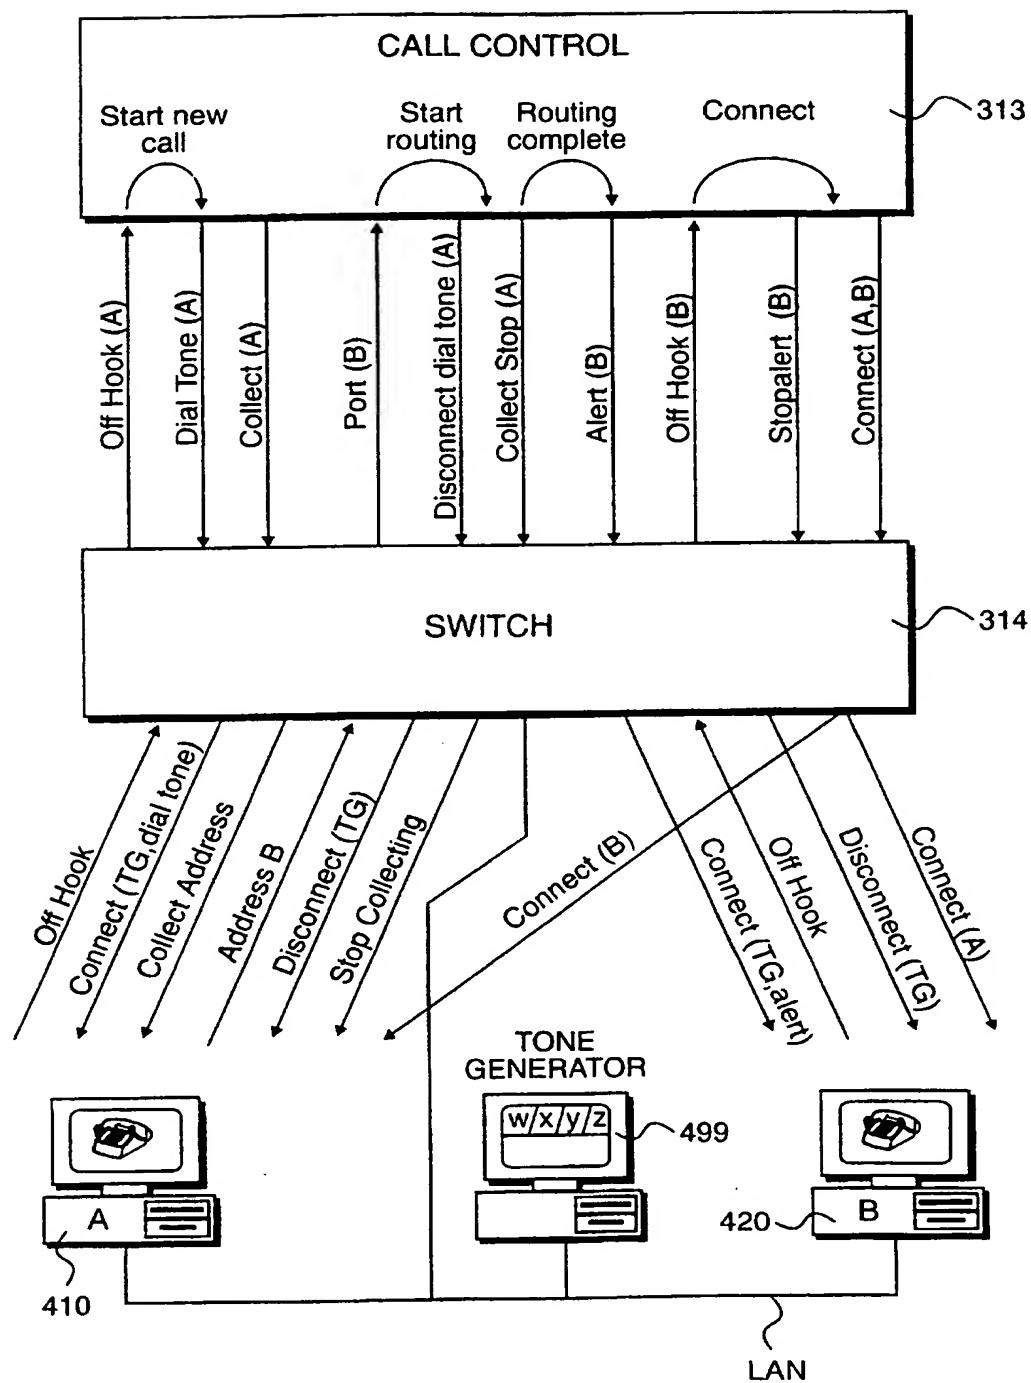 CALL CONTROL
Start new
call
Start
routing
Routing
complete
Connect
313
Off Hook (A)
Dial Tone (A)
Collect (A)
Port (B)
Disconnect dial tone (A)
Collect Stop (A)
Alert (B)
Off Hook (B)
Stopalert (B)
Connect (A,B)
SWITCH
314
Off Hook
Connect (TG,dial tone)
Collect Address
Address B
Disconnect (TG)
Stop Collecting
Connect (B)
Connect (TG,alert)
Off Hook
Disconnect (TG)
Connect (A)
TONE
GENERATOR
w/x/y/z
499
A
410
420
B
LAN